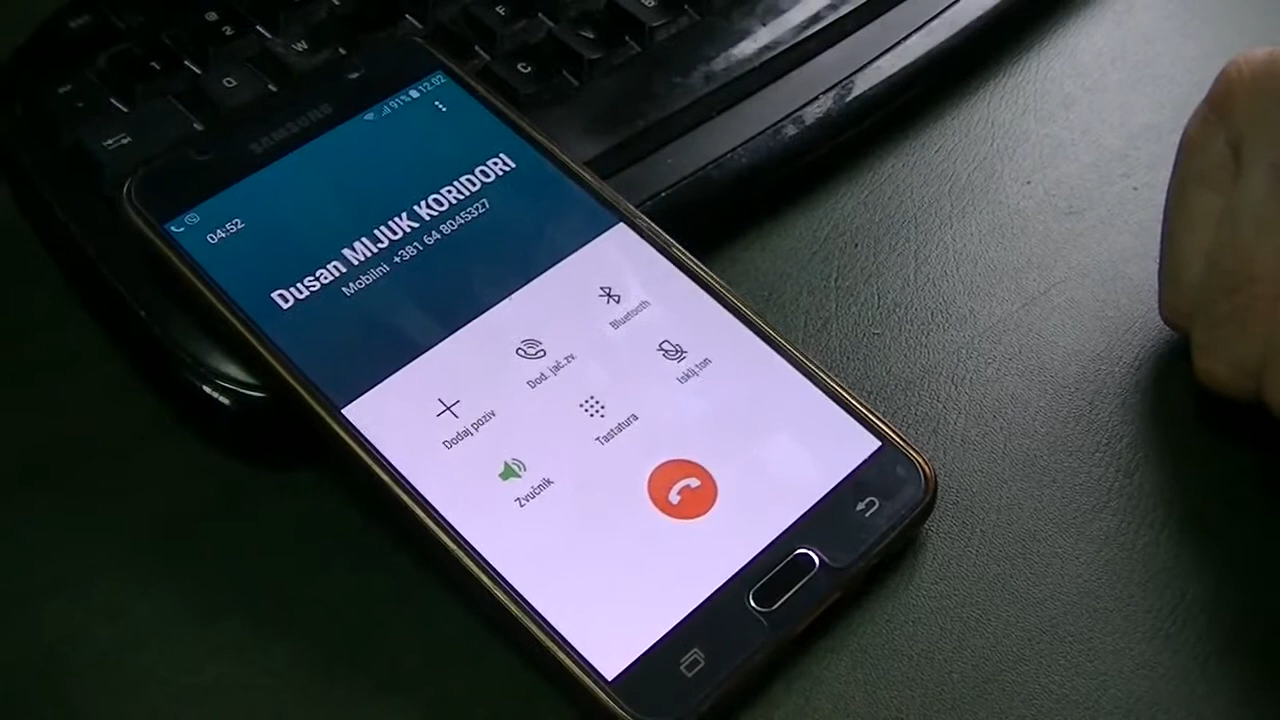 SAMSUNG
91% 12.02
04:52
Dusan MIJUK KORIDORI
Mobilni +381 64 8045327
Dodaj poziv
Dod. jač.zv.
Bluetooth
Zvučnik
Tastatura
Isklj.ton
2
Q
W
F
C
V
B